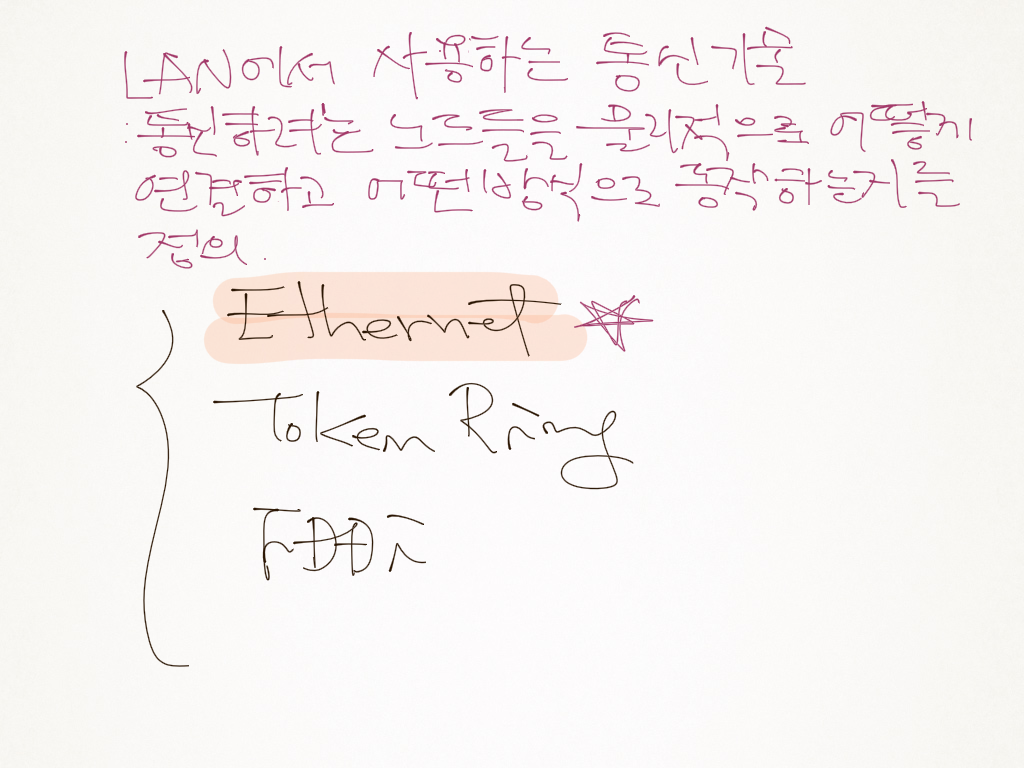 LAN에서 사용하는 통신기술
: 통신하려는 노드들을 물리적으로 어떻게
연결하고 어떤방식으로 동작하는지를
정의.
Ethernet
Token Ring
FDDI